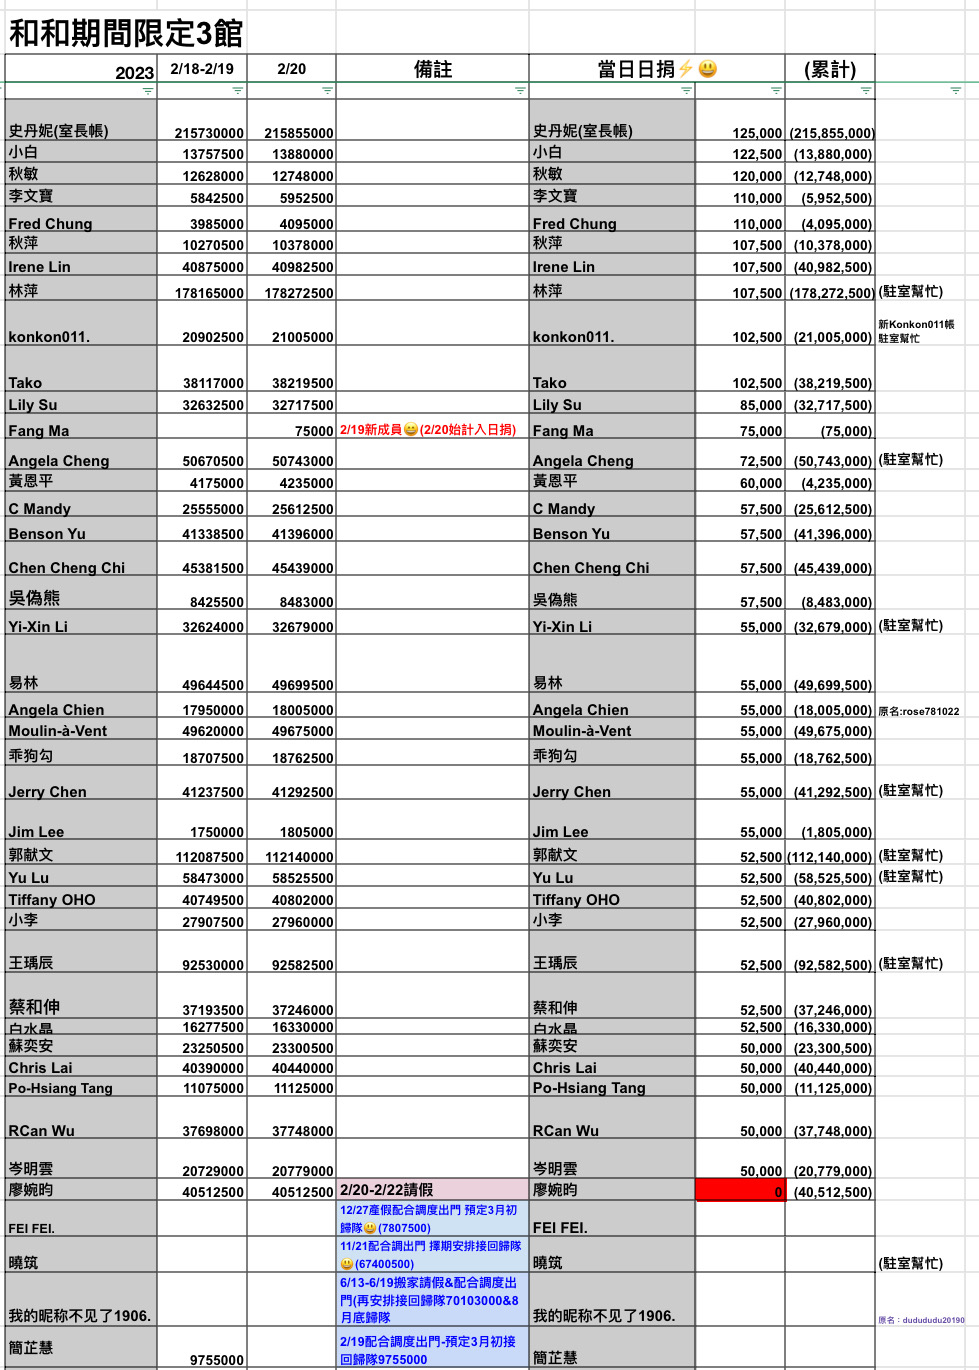 和和期間限定3館
2023 2/18-2/19 2/20 備註 當日日捐⚡😃 (累計)
史丹妮(室長帳) 215730000 215855000 史丹妮(室長帳) 125,000 (215,855,000)
小白 13757500 13880000 小白 122,500 (13,880,000)
秋敏 12628000 12748000 秋敏 120,000 (12,748,000)
李文寶 5842500 5952500 李文寶 110,000 (5,952,500)
Fred Chung 3985000 4095000 Fred Chung 110,000 (4,095,000)
秋萍 10270500 10378000 秋萍 107,500 (10,378,000)
Irene Lin 40875000 40982500 Irene Lin 107,500 (40,982,500)
林萍 178165000 178272500 林萍 107,500 (178,272,500) (駐室幫忙)
新Konkon011帳
konkon011. 20902500 21005000 konkon011. 102,500 (21,005,000) 駐室幫忙
Tako 38117000 38219500 Tako 102,500 (38,219,500)
Lily Su 32632500 32717500 Lily Su 85,000 (32,717,500)
Fang Ma 75000 2/19新成員😄(2/20始計入日捐) Fang Ma 75,000 (75,000)
Angela Cheng 50670500 50743000 Angela Cheng 72,500 (50,743,000) (駐室幫忙)
黃恩平 4175000 4235000 黃恩平 60,000 (4,235,000)
C Mandy 25555000 25612500 C Mandy 57,500 (25,612,500)
Benson Yu 41338500 41396000 Benson Yu 57,500 (41,396,000)
Chen Cheng Chi 45381500 45439000 Chen Cheng Chi 57,500 (45,439,000)
吳偽熊 8425500 8483000 吳偽熊 57,500 (8,483,000)
Yi-Xin Li 32624000 32679000 Yi-Xin Li 55,000 (32,679,000) (駐室幫忙)
易林 49644500 49699500 易林 55,000 (49,699,500)
Angela Chien 17950000 18005000 Angela Chien 55,000 (18,005,000) 原名:rose781022
Moulin-à-Vent 49620000 49675000 Moulin-à-Vent 55,000 (49,675,000)
乖狗勾 18707500 18762500 乖狗勾 55,000 (18,762,500)
Jerry Chen 41237500 41292500 Jerry Chen 55,000 (41,292,500) (駐室幫忙)
Jim Lee 1750000 1805000 Jim Lee 55,000 (1,805,000)
郭献文 112087500 112140000 郭献文 52,500 (112,140,000) (駐室幫忙)
Yu Lu 58473000 58525500 Yu Lu 52,500 (58,525,500) (駐室幫忙)
Tiffany OHO 40749500 40802000 Tiffany OHO 52,500 (40,802,000)
小李 27907500 27960000 小李 52,500 (27,960,000)
王瑀辰 92530000 92582500 王瑀辰 52,500 (92,582,500) (駐室幫忙)
蔡和伸 37193500 37246000 蔡和伸 52,500 (37,246,000)
白水晶 16277500 16330000 白水晶 52,500 (16,330,000)
蘇奕安 23250500 23300500 蘇奕安 50,000 (23,300,500)
Chris Lai 40390000 40440000 Chris Lai 50,000 (40,440,000)
Po-Hsiang Tang 11075000 11125000 Po-Hsiang Tang 50,000 (11,125,000)
RCan Wu 37698000 37748000 RCan Wu 50,000 (37,748,000)
岑明雲 20729000 20779000 岑明雲 50,000 (20,779,000)
廖婉昀 40512500 40512500 2/20-2/22請假 廖婉昀 0 (40,512,500)
12/27產假配合調度出門 預定3月初
FEI FEI. 歸隊😃(7807500) FEI FEI.
11/21配合調出門 擇期安排接回歸隊
曉筑 😃(67400500) 曉筑 (駐室幫忙)
6/13-6/19搬家請假&配合調度出
門(再安排接回歸隊70103000&8
我的昵称不见了1906. 月底歸隊 我的昵称不见了1906. 原名：dudududu20190
2/19配合調度出門-預定3月初接
簡芷慧 9755000 回歸隊9755000 簡芷慧